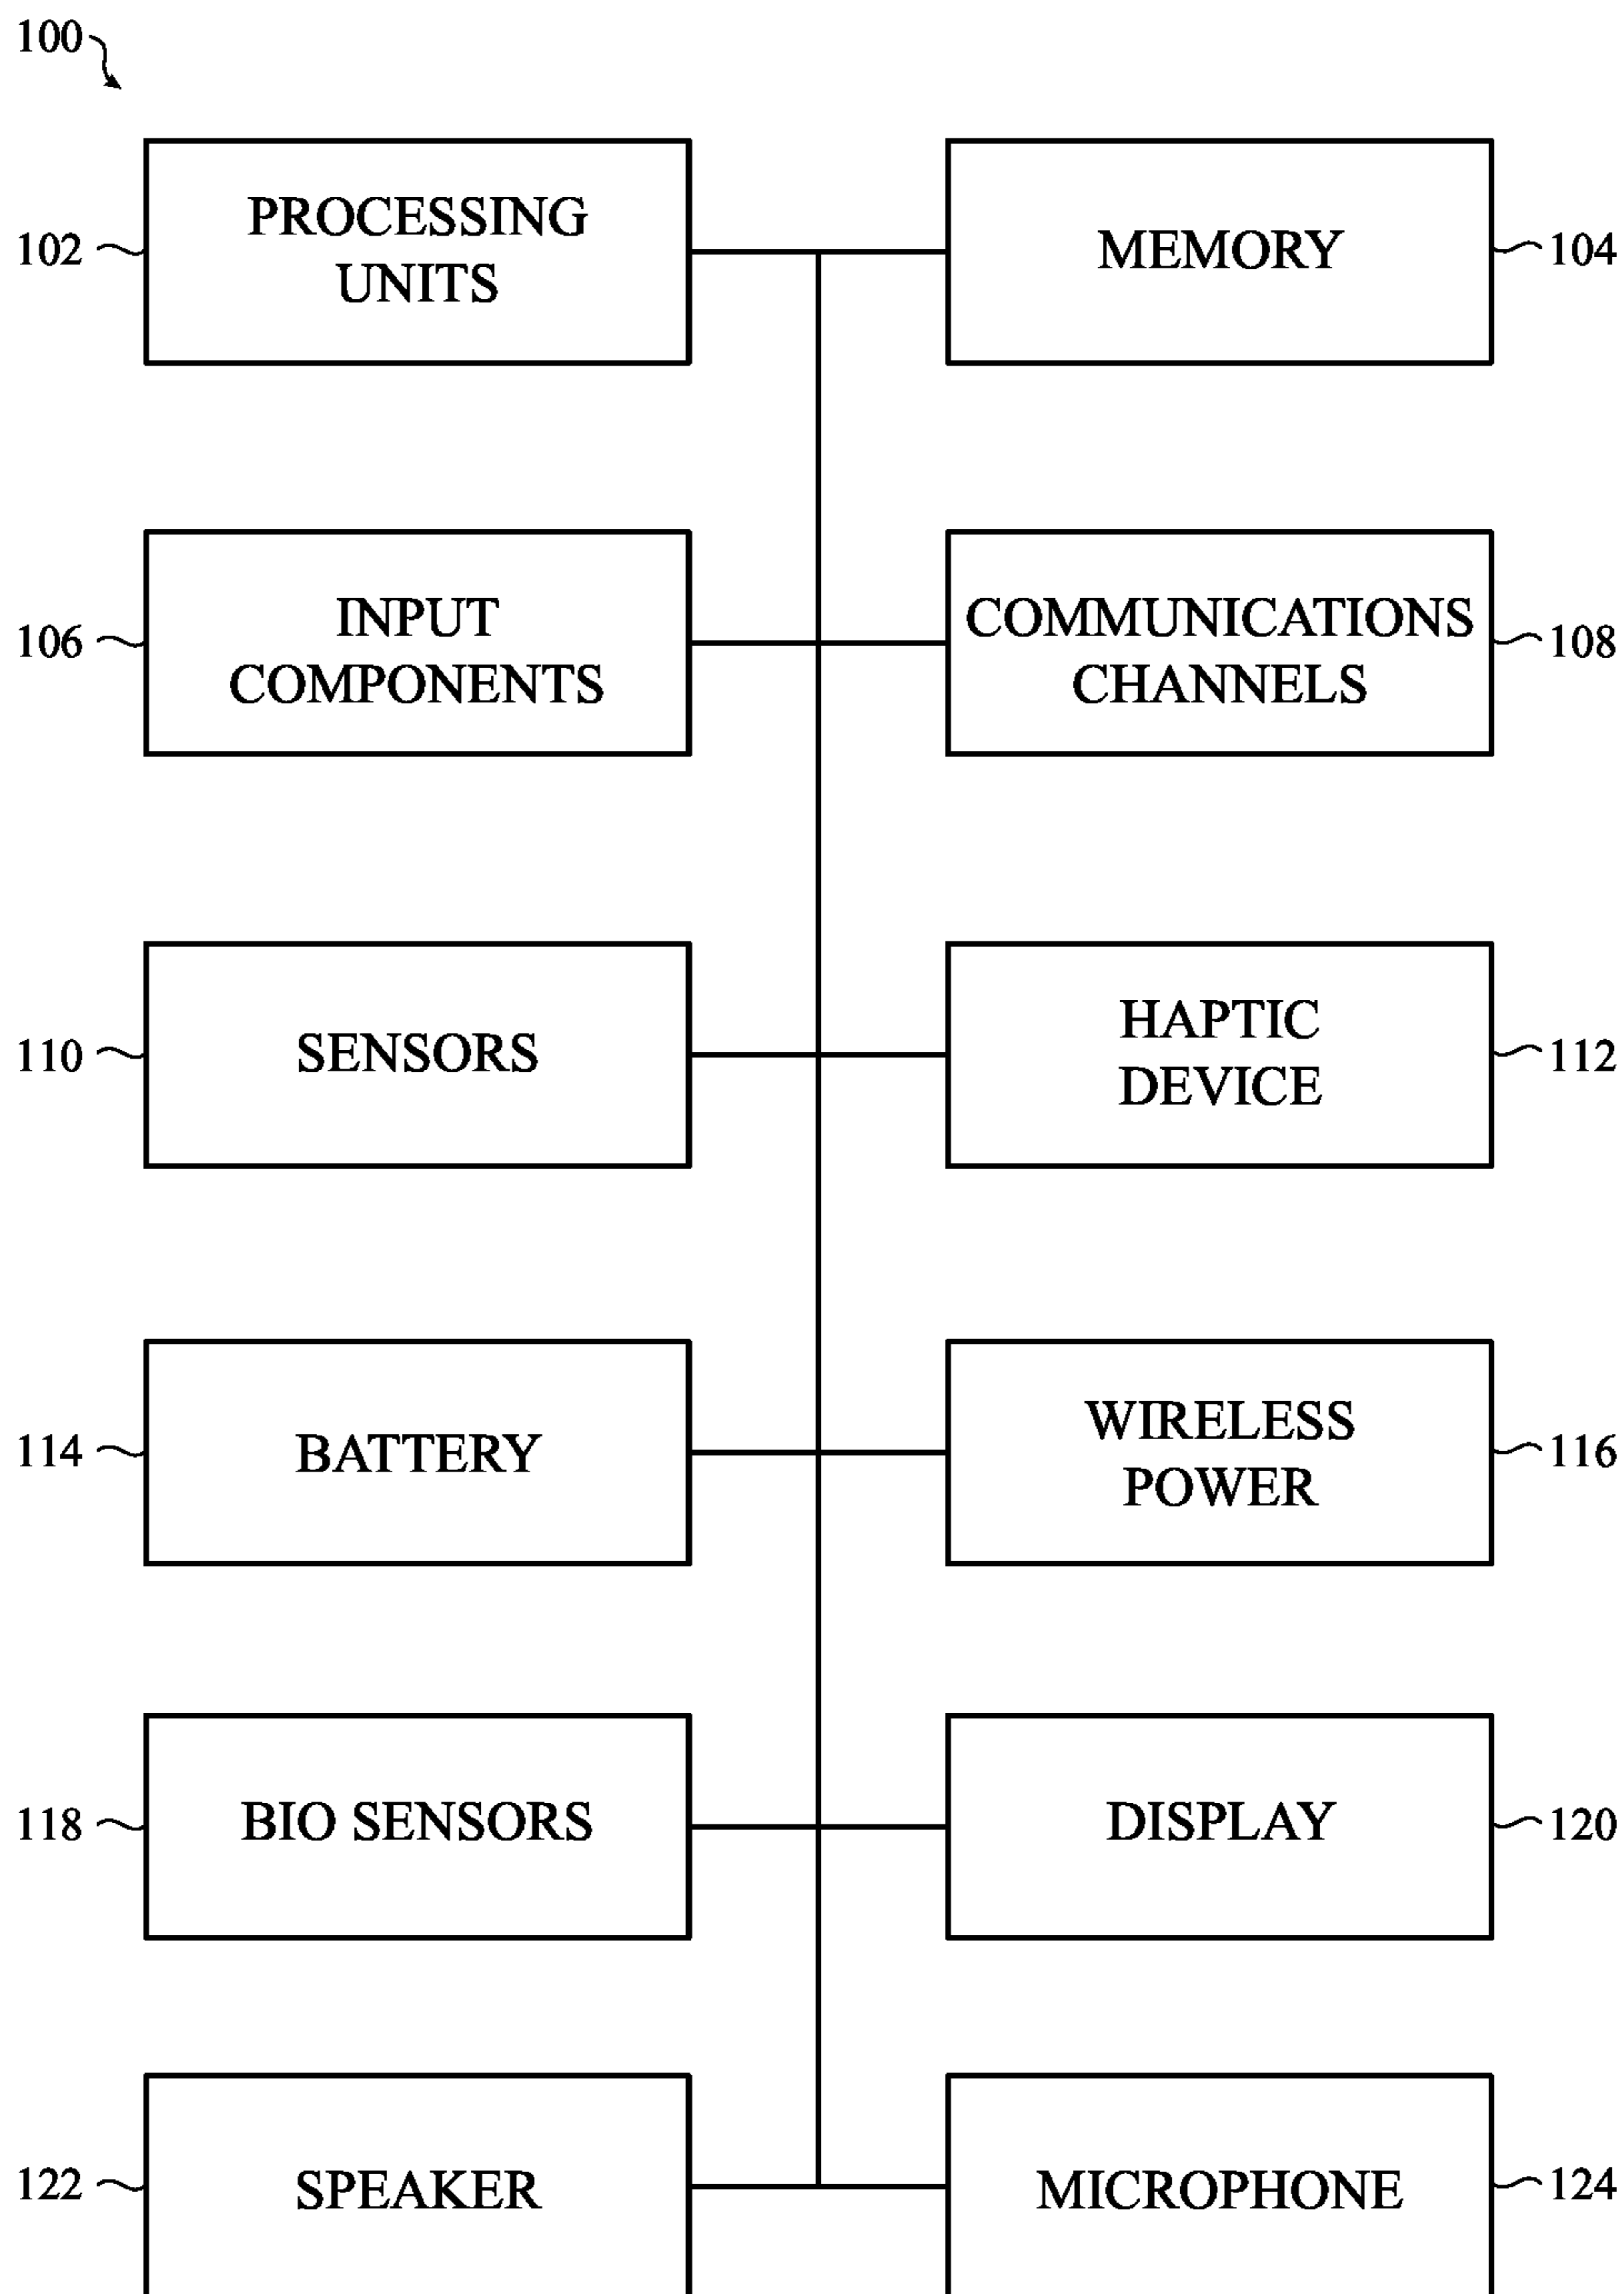 100
102
PROCESSING
UNITS
MEMORY
104
106
INPUT
COMPONENTS
COMMUNICATIONS
CHANNELS
108
110
SENSORS
HAPTIC
DEVICE
112
114
BATTERY
WIRELESS
POWER
116
118
BIO SENSORS
DISPLAY
120
122
SPEAKER
MICROPHONE
124